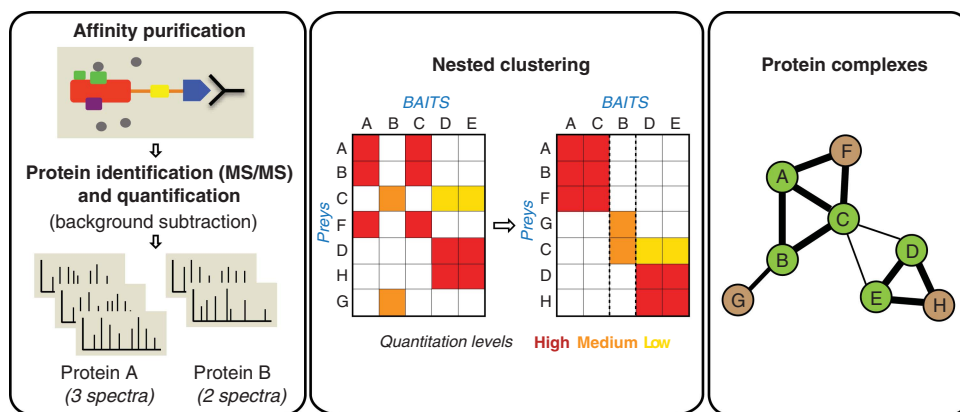 Affinity purification
Protein identification (MS/MS)
and quantification
(background subtraction)
Protein A
(3 spectra)
Protein B
(2 spectra)
Nested clustering
BAITS
A B C D E
Preys
A
B
C
F
D
H
G
BAITS
A C B D E
Preys
A
B
F
G
C
D
H
Quantitation levels High Medium Low
Protein complexes
F
A
C
B
D
G
E
H